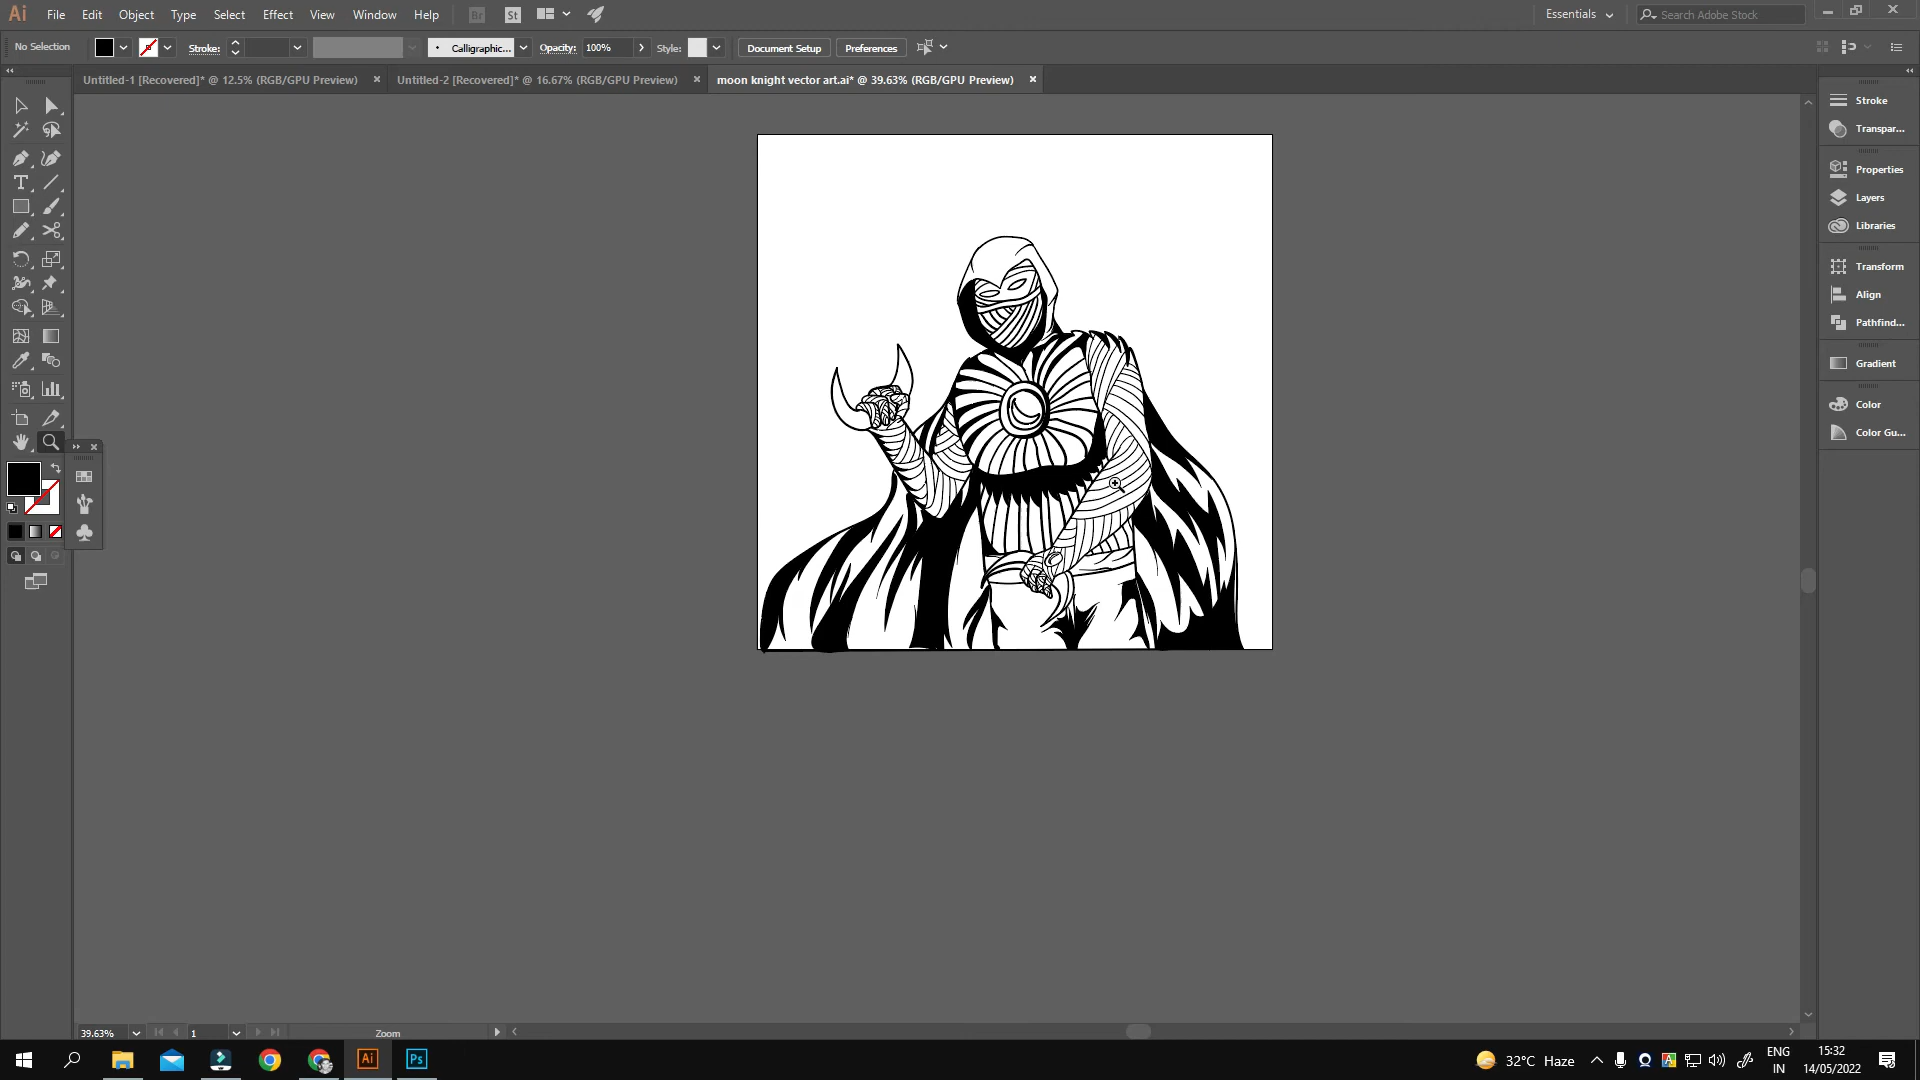 Ai File Edit Object Type Select Effect View Window Help Br St Essentials Search Adobe Stock
No Selection Stroke: Calligraphic... Opacity: 100% Style: Document Setup Preferences
Untitled-1 [Recovered]* @ 12.5% (RGB/GPU Preview) Untitled-2 [Recovered]* @ 16.67% (RGB/GPU Preview) moon knight vector art.ai* @ 39.63% (RGB/GPU Preview)
Stroke
Transpar...
Properties
Layers
Libraries
Transform
Align
Pathfind...
Gradient
Color
Color Gu...
39.63% 1 Zoom
Ai Ps 32°C Haze ENG 15:32
IN 14/05/2022